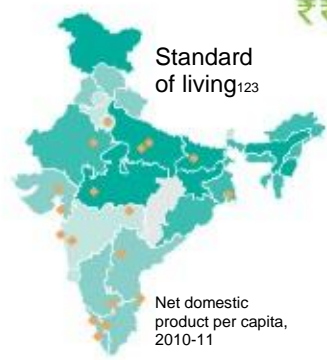 ₹₹
Standard
of living123
Net domestic
product per capita,
2010-11